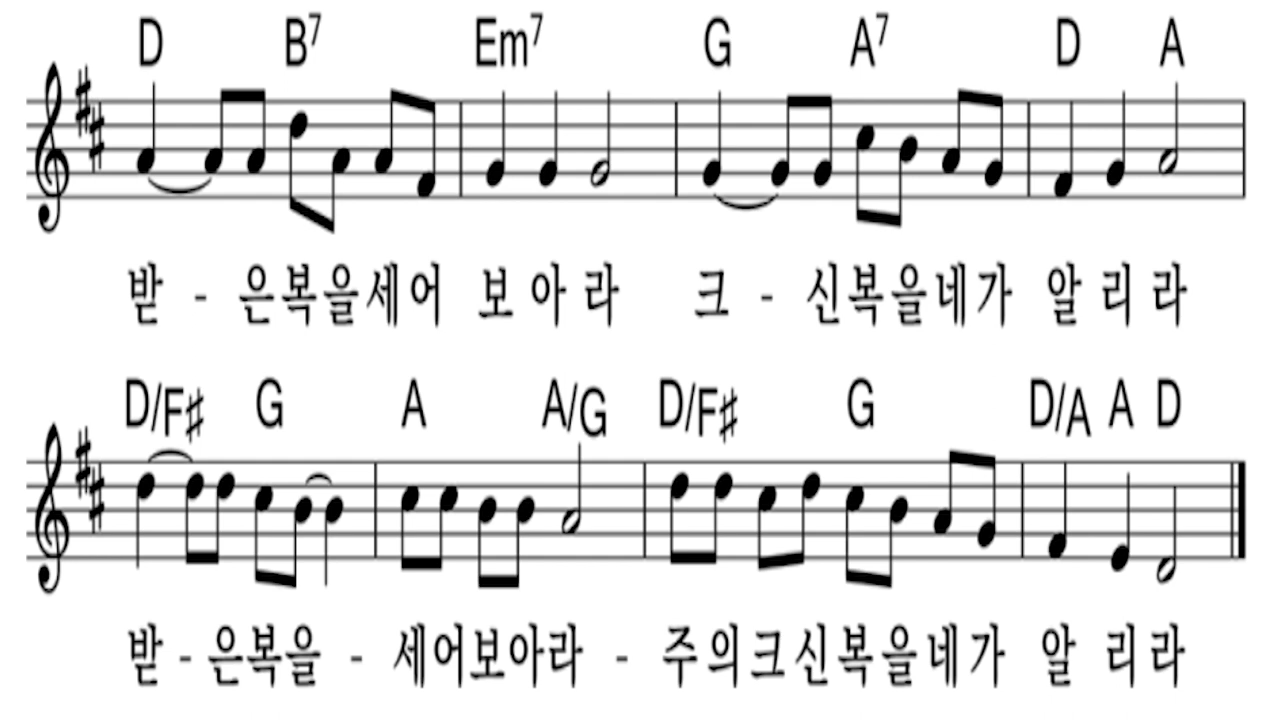 D B7 Em7 G A7 D A
받 - 은복을세어 보아라 크 - 신복을네가 알리라
D/F♯ G A A/G D/F♯ G D/A A D
받 - 은복을 - 세어보아라 - 주의크신복을네가 알리라